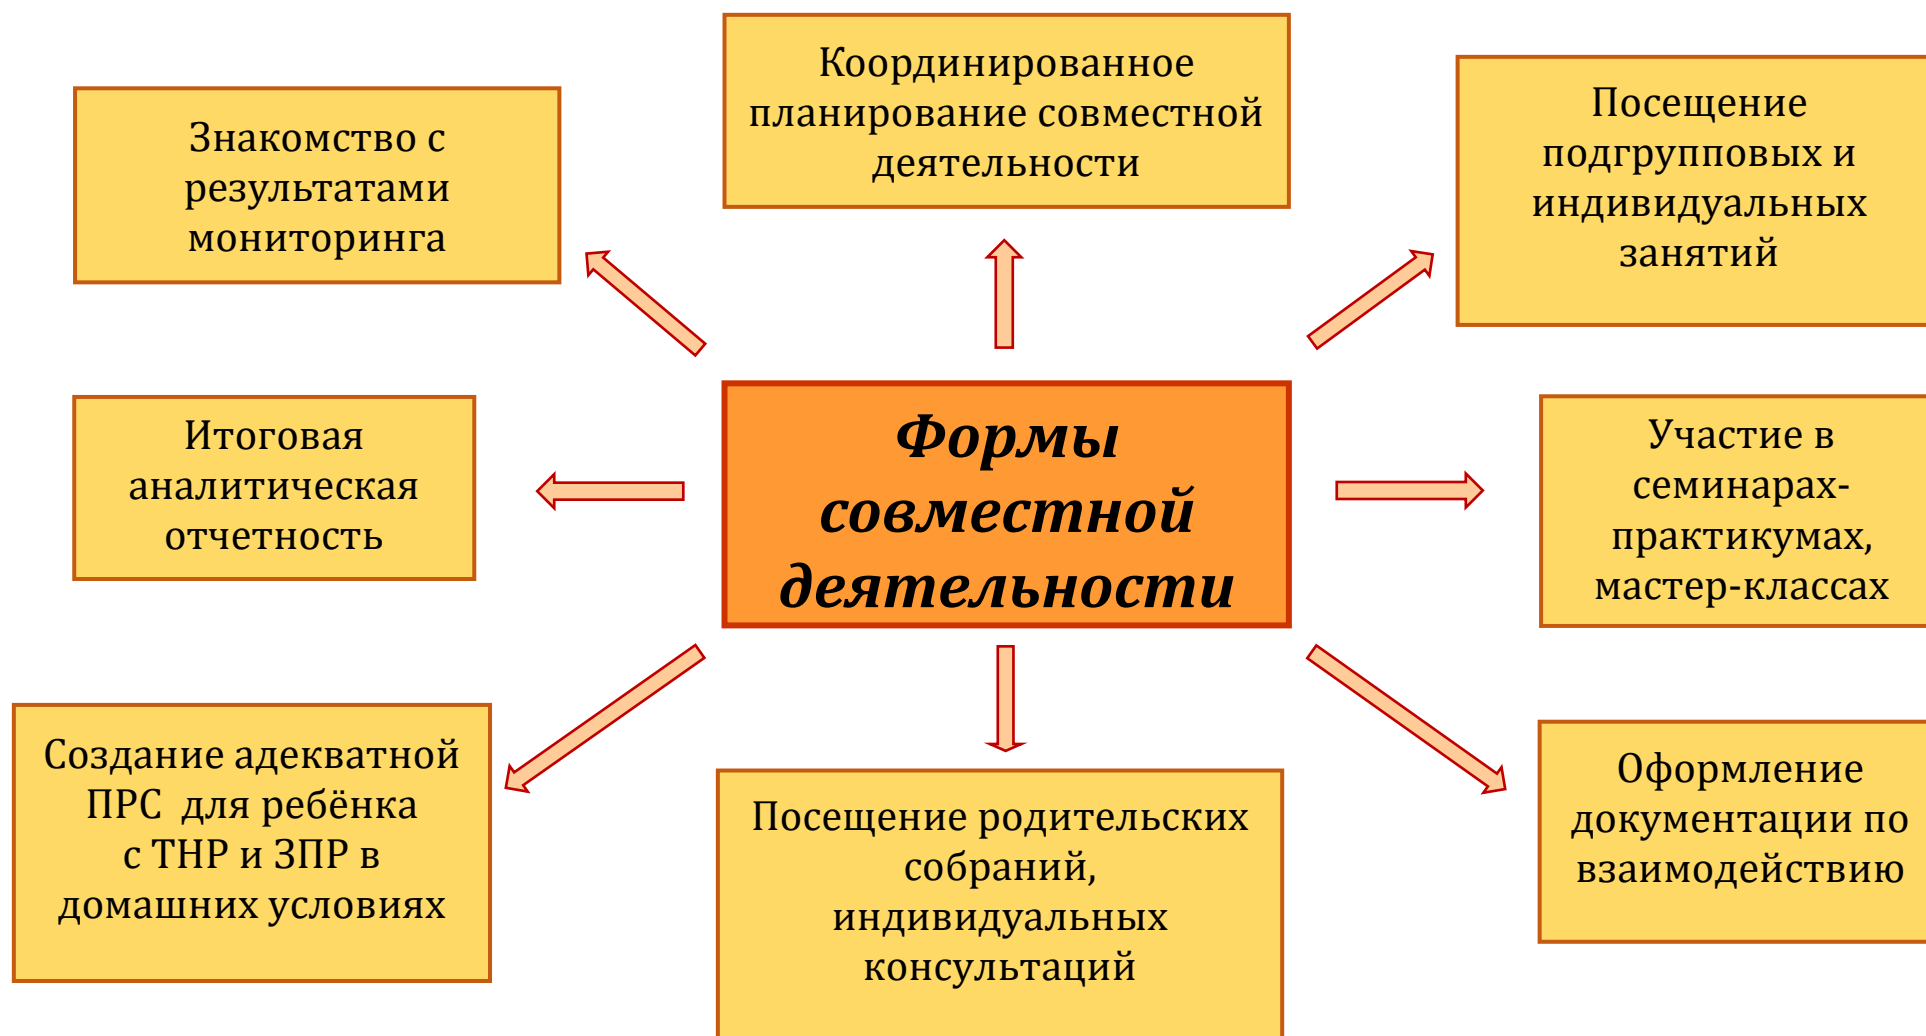 Координированное
планирование совместной
деятельности
Знакомство с
результатами
мониторинга
Посещение
подгрупповых и
индивидуальных
занятий
Итоговая
аналитическая
отчетность
Формы
совместной
деятельности
Участие в
семинарах-
практикумах,
мастер-классах
Создание адекватной
ПРС для ребёнка
с ТНР и ЗПР в
домашних условиях
Посещение родительских
собраний,
индивидуальных
консультаций
Оформление
документации по
взаимодействию